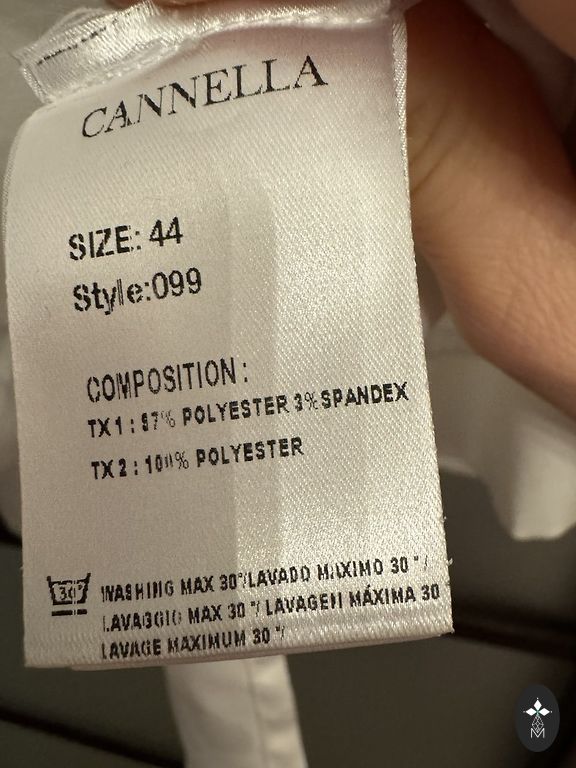 CANNELLA
SIZE: 44
Style:099
COMPOSITION:
TX1: 97% POLYESTER 3% SPANDEX
TX2: 100% POLYESTER
30°
WASHING MAX 30°/LAVADO MAXIMO 30°/
LAVAGGIO MAX 30°/ LAVAGEM MÁXIMA 30
LAVAGE MAXIMUM 30°/
M